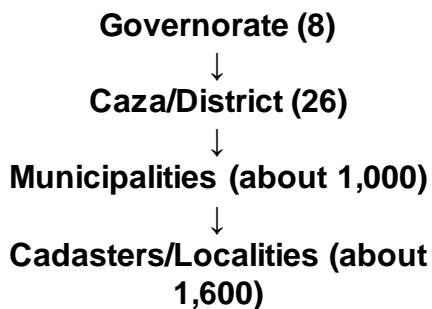 Governorate (8)
↓
Caza/District (26)
↓
Municipalities (about 1,000)
↓
Cadasters/Localities (about
1,600)